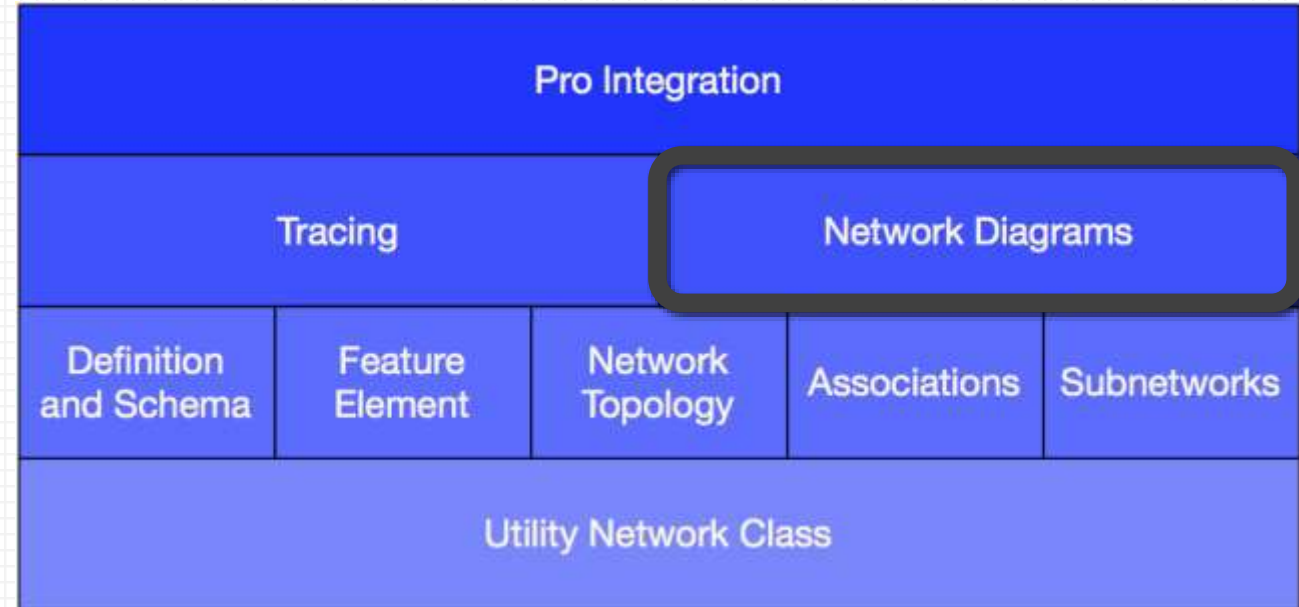 Pro Integration
Tracing
Network Diagrams
Definition
and Schema
Feature
Element
Network
Topology
Associations
Subnetworks
Utility Network Class